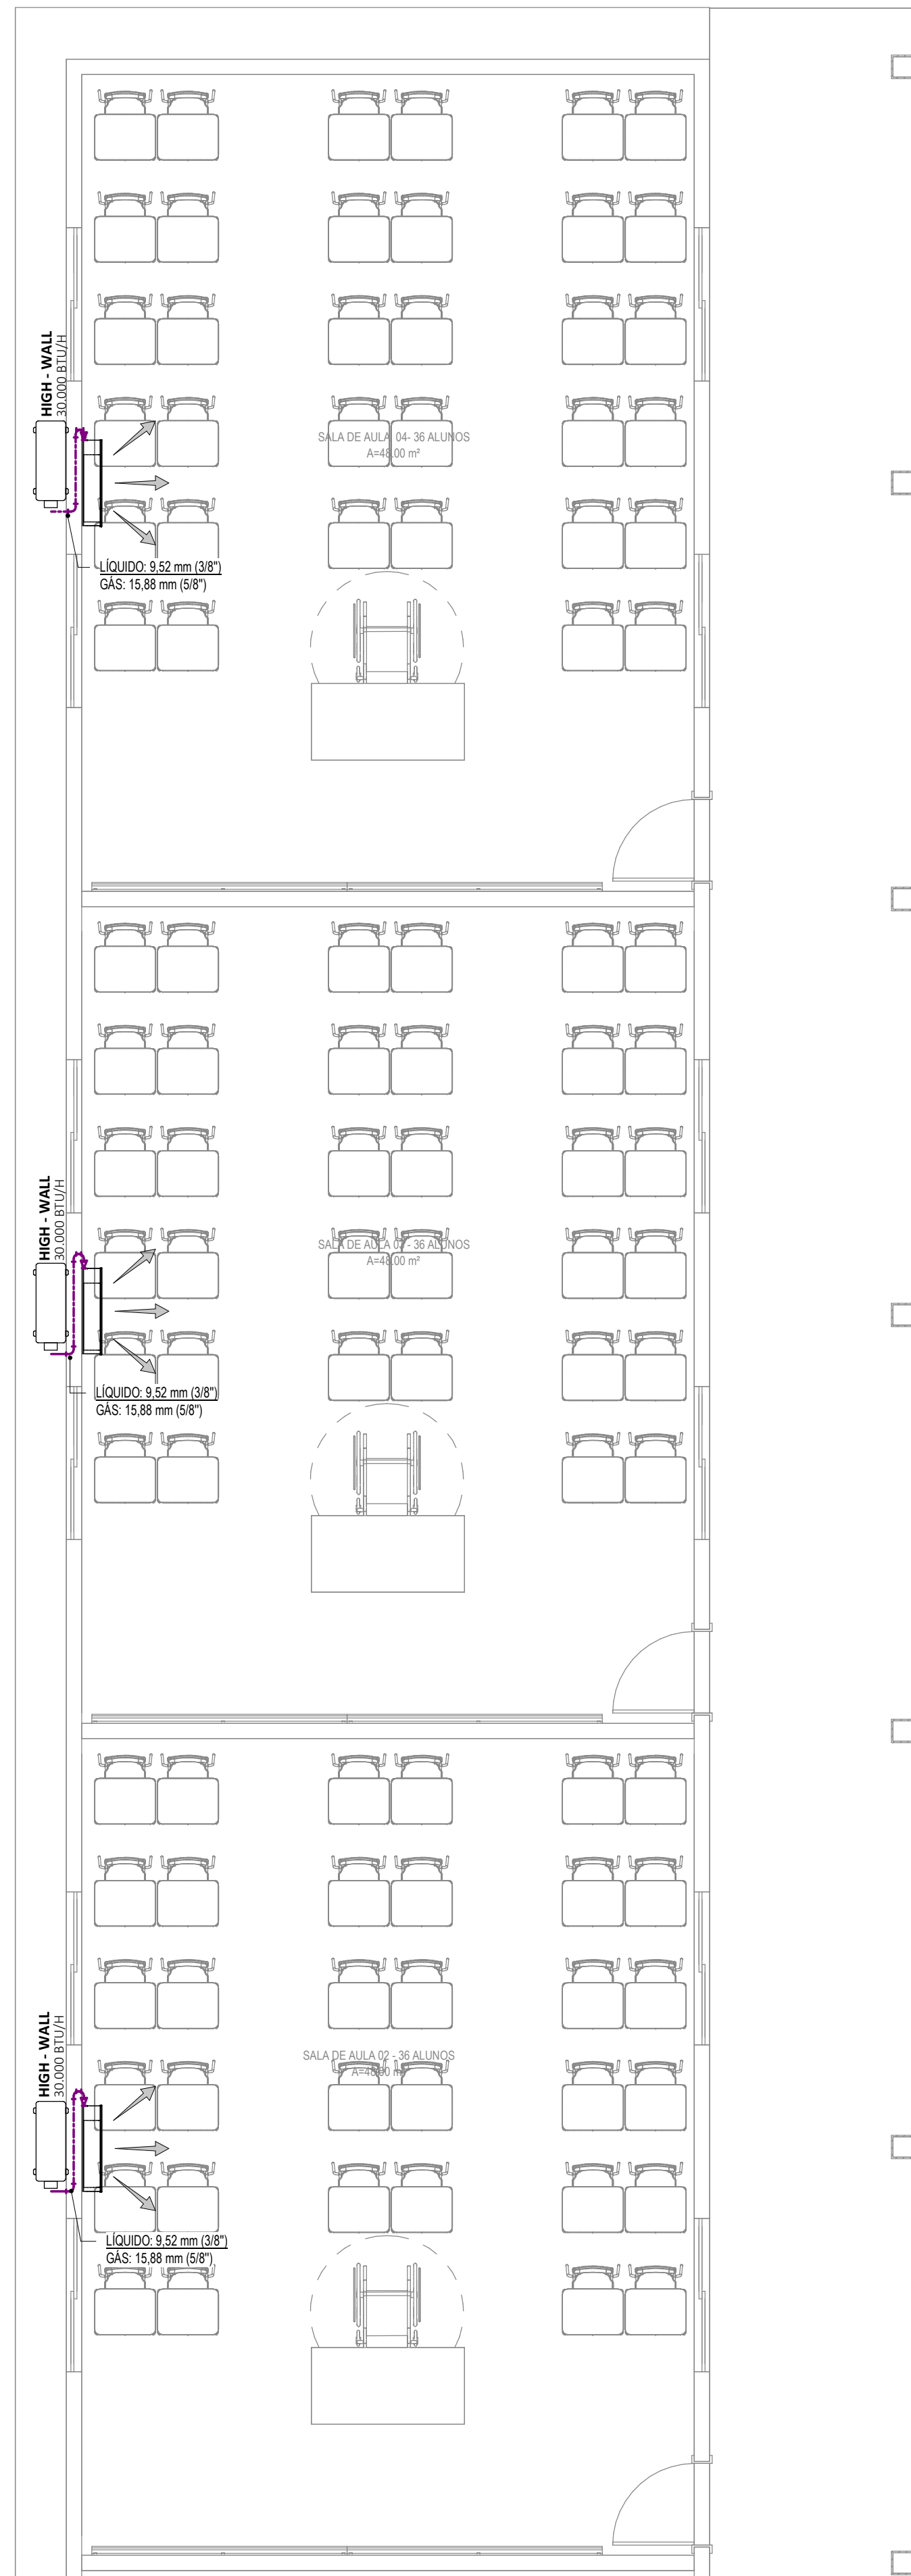 HIGH - WALL
30.000 BTU/H
SALA DE AULA 04- 36 ALUNOS
A=48.00 m²
LÍQUIDO: 9,52 mm (3/8")
GÁS: 15,88 mm (5/8")
HIGH - WALL
30.000 BTU/H
SALA DE AULA 03 - 36 ALUNOS
A=48.00 m²
LÍQUIDO: 9,52 mm (3/8")
GÁS: 15,88 mm (5/8")
HIGH - WALL
30.000 BTU/H
SALA DE AULA 02 - 36 ALUNOS
A=48.00 m²
LÍQUIDO: 9,52 mm (3/8")
GÁS: 15,88 mm (5/8")